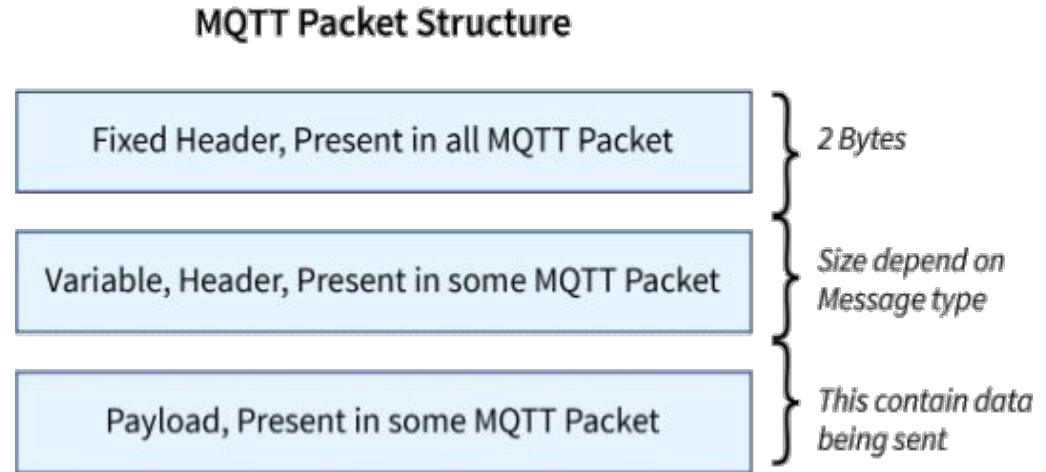 MQTT Packet Structure
Fixed Header, Present in all MQTT Packet
2 Bytes
Variable, Header, Present in some MQTT Packet
Size depend on
Message type
Payload, Present in some MQTT Packet
This contain data
being sent